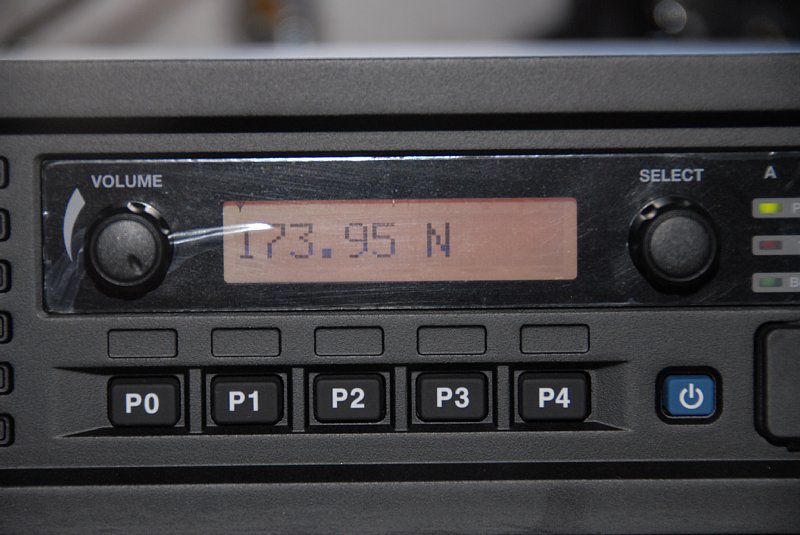 VOLUME
SELECT
A
173.95 N
P0 P1 P2 P3 P4